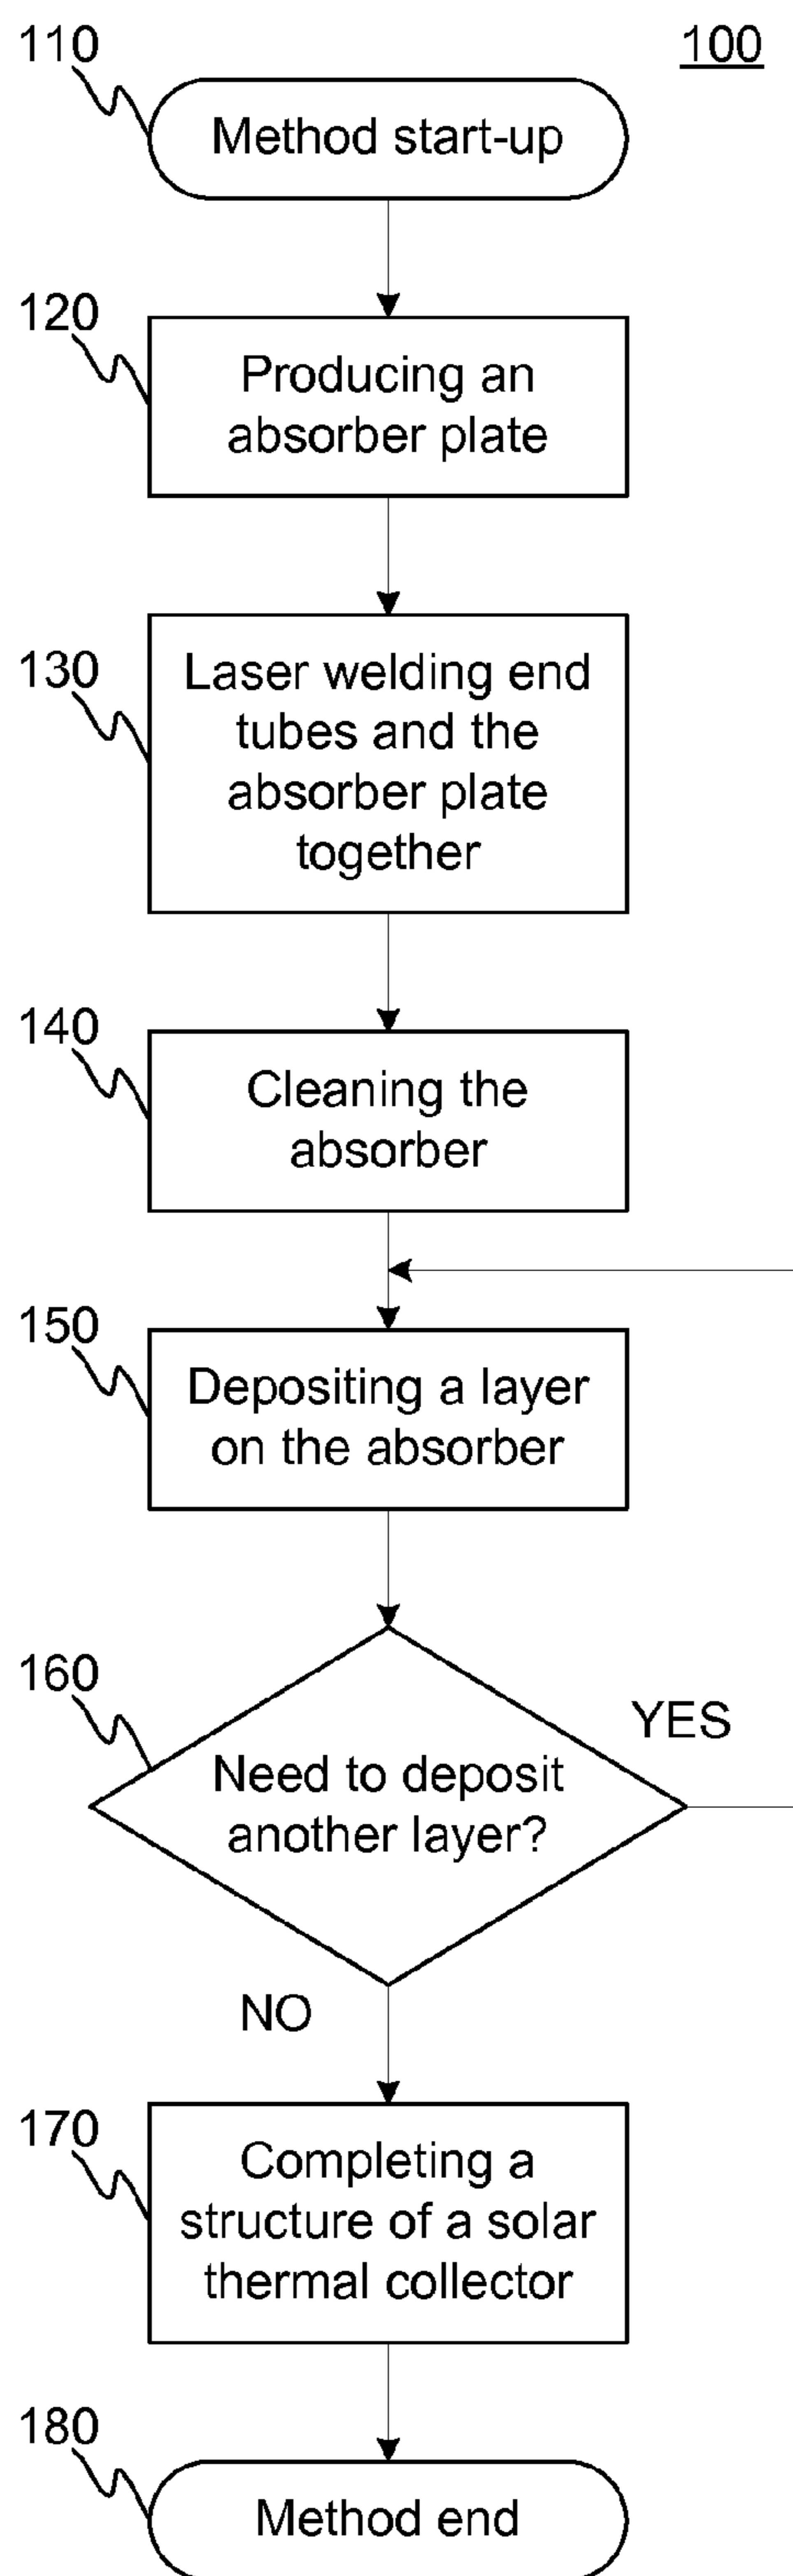 110
100
Method start-up
120
Producing an
absorber plate
130
Laser welding end
tubes and the
absorber plate
together
140
Cleaning the
absorber
150
Depositing a layer
on the absorber
160
YES
Need to deposit
another layer?
NO
170
Completing a
structure of a solar
thermal collector
180
Method end